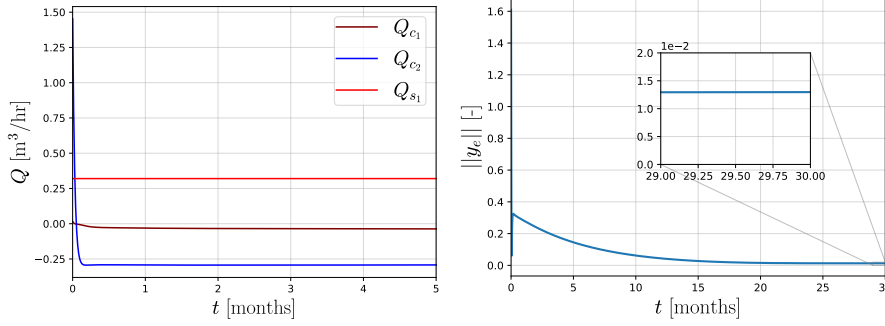 1.50
1.25
1.00
0.75
0.50
0.25
0.00
−0.25
Q [m³/hr]
Q_{c_1}
Q_{c_2}
Q_{s_1}
0 1 2 3 4 5
t [months]
1.6
1.4
1.2
1.0
0.8
0.6
0.4
0.2
0.0
||y_e|| [-]
1e−2
2.0
1.5
1.0
0.5
0.0
29.00 29.25 29.50 29.75 30.00
0 5 10 15 20 25 30
t [months]